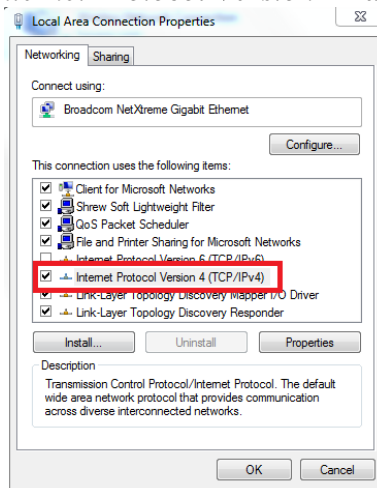 Local Area Connection Properties
Networking
Sharing
Connect using:
Broadcom NetXtreme Gigabit Ethernet
Configure...
This connection uses the following items:
Client for Microsoft Networks
Shrew Soft Lightweight Filter
QoS Packet Scheduler
File and Printer Sharing for Microsoft Networks
Internet Protocol Version 6 (TCP/IPv6)
Internet Protocol Version 4 (TCP/IPv4)
Link-Layer Topology Discovery Mapper I/O Driver
Link-Layer Topology Discovery Responder
Install...
Uninstall
Properties
Description
Transmission Control Protocol/Internet Protocol. The default
wide area network protocol that provides communication
across diverse interconnected networks.
OK
Cancel